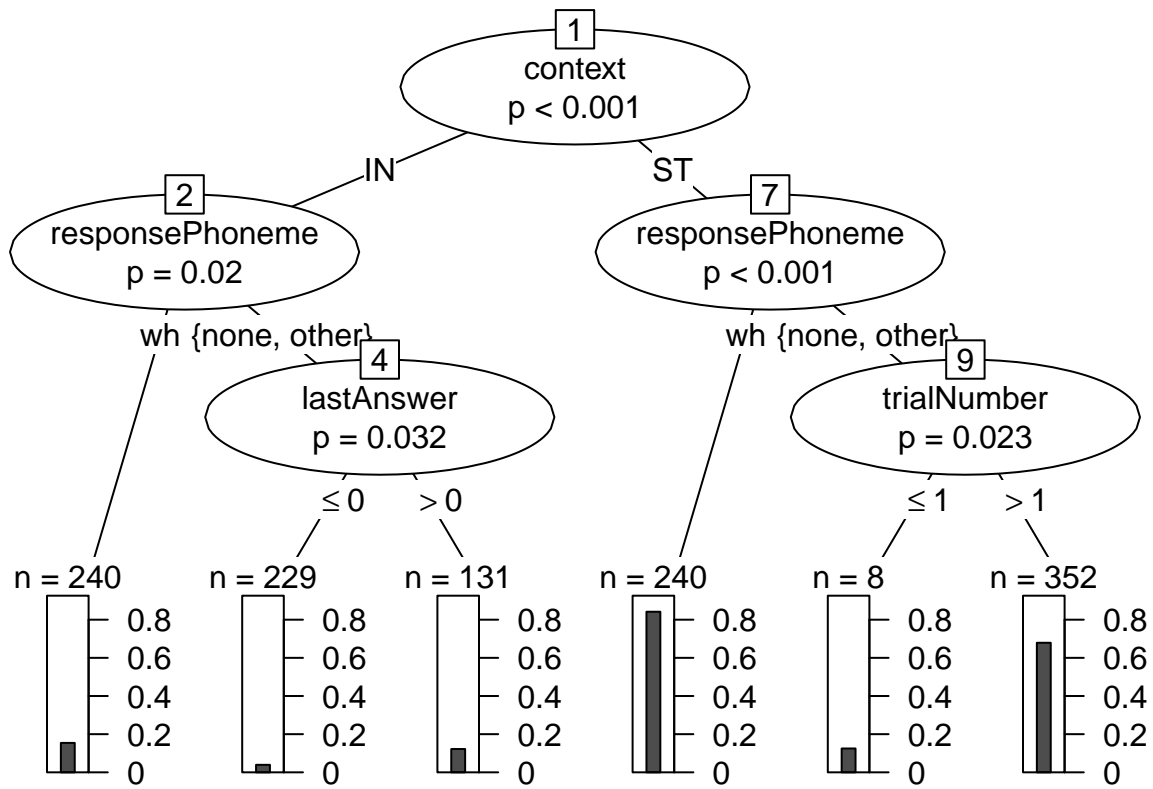 1
context
p < 0.001
IN
ST
2
responsePhoneme
p = 0.02
7
responsePhoneme
p < 0.001
wh {none, other}
wh {none, other}
4
lastAnswer
p = 0.032
9
trialNumber
p = 0.023
≤ 0
> 0
≤ 1
> 1
n = 240
n = 229
n = 131
n = 240
n = 8
n = 352
0.8 0.8 0.8 0.8 0.8 0.8
0.6 0.6 0.6 0.6 0.6 0.6
0.4 0.4 0.4 0.4 0.4 0.4
0.2 0.2 0.2 0.2 0.2 0.2
0 0 0 0 0 0